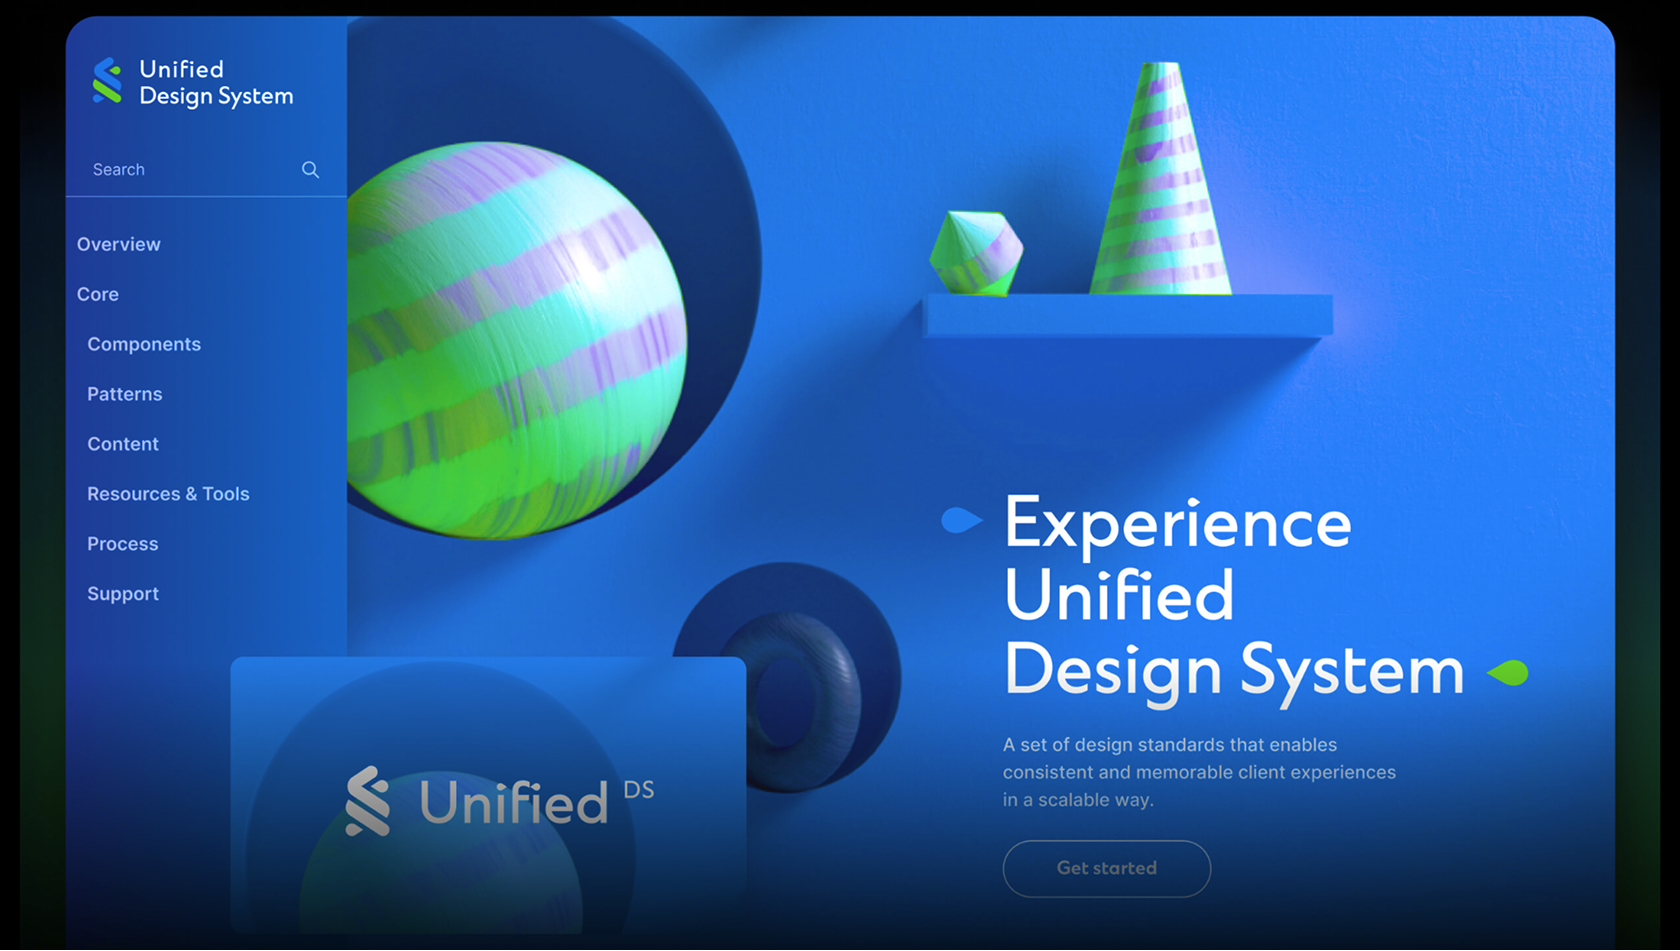 Unified
Design System
Search
Overview
Core
Components
Patterns
Content
Resources & Tools
Process
Support
Experience
Unified
Design System
A set of design standards that enables
consistent and memorable client experiences
in a scalable way.
Get started
Unified DS